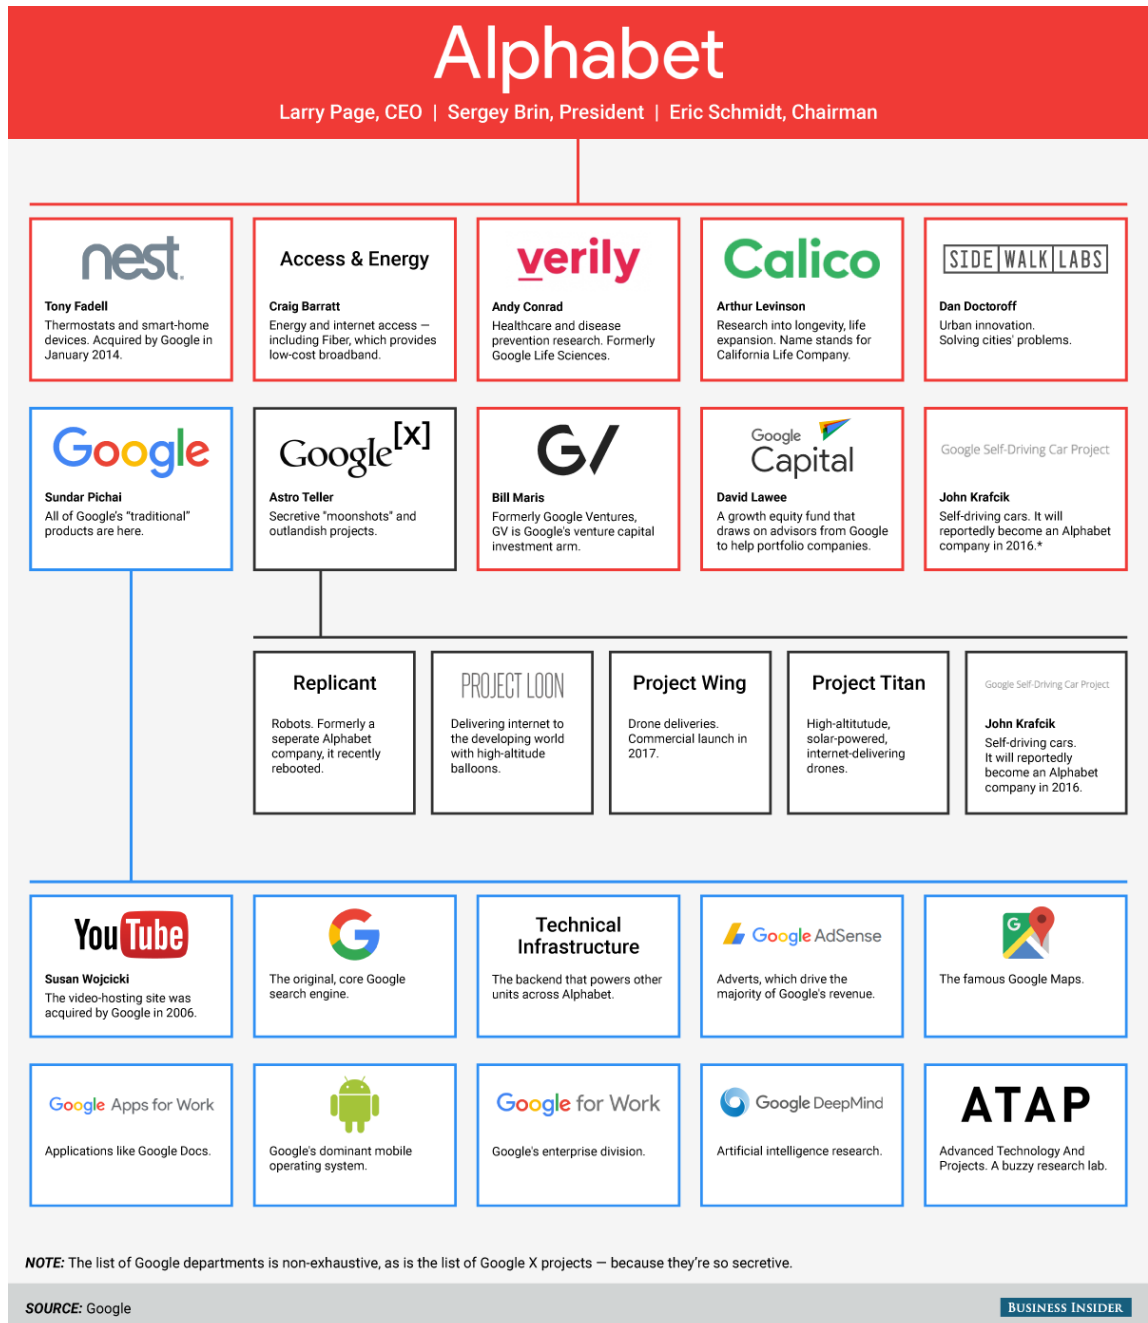 Alphabet
Larry Page, CEO | Sergey Brin, President | Eric Schmidt, Chairman
nest
Tony Fadell
Thermostats and smart-home
devices. Acquired by Google in
January 2014.
Access & Energy
Craig Barratt
Energy and internet access —
including Fiber, which provides
low-cost broadband.
verily
Andy Conrad
Healthcare and disease
prevention research. Formerly
Google Life Sciences.
Calico
Arthur Levinson
Research into longevity, life
expansion. Name stands for
California Life Company.
SIDE WALK LABS
Dan Doctoroff
Urban innovation.
Solving cities' problems.
Google
Sundar Pichai
All of Google's “traditional”
products are here.
Google[x]
Astro Teller
Secretive "moonshots" and
outlandish projects.
GV
Bill Maris
Formerly Google Ventures,
GV is Google's venture capital
investment arm.
Google
Capital
David Lawee
A growth equity fund that
draws on advisors from Google
to help portfolio companies.
Google Self-Driving Car Project
John Krafcik
Self-driving cars. It will
reportedly become an Alphabet
company in 2016.*
Replicant
Robots. Formerly a
seperate Alphabet
company, it recently
rebooted.
PROJECT LOON
Delivering internet to
the developing world
with high-altitude
balloons.
Project Wing
Drone deliveries.
Commercial launch in
2017.
Project Titan
High-altitutude,
solar-powered,
internet-delivering
drones.
Google Self-Driving Car Project
John Krafcik
Self-driving cars.
It will reportedly
become an Alphabet
company in 2016.
YouTube
Susan Wojcicki
The video-hosting site was
acquired by Google in 2006.
G
The original, core Google
search engine.
Technical
Infrastructure
The backend that powers other
units across Alphabet.
Google AdSense
Adverts, which drive the
majority of Google's revenue.
G
The famous Google Maps.
Google Apps for Work
Applications like Google Docs.
Google's dominant mobile
operating system.
Google for Work
Google's enterprise division.
Google DeepMind
Artificial intelligence research.
ATAP
Advanced Technology And
Projects. A buzzy research lab.
NOTE: The list of Google departments is non-exhaustive, as is the list of Google X projects — because they're so secretive.
SOURCE: Google
BUSINESS INSIDER